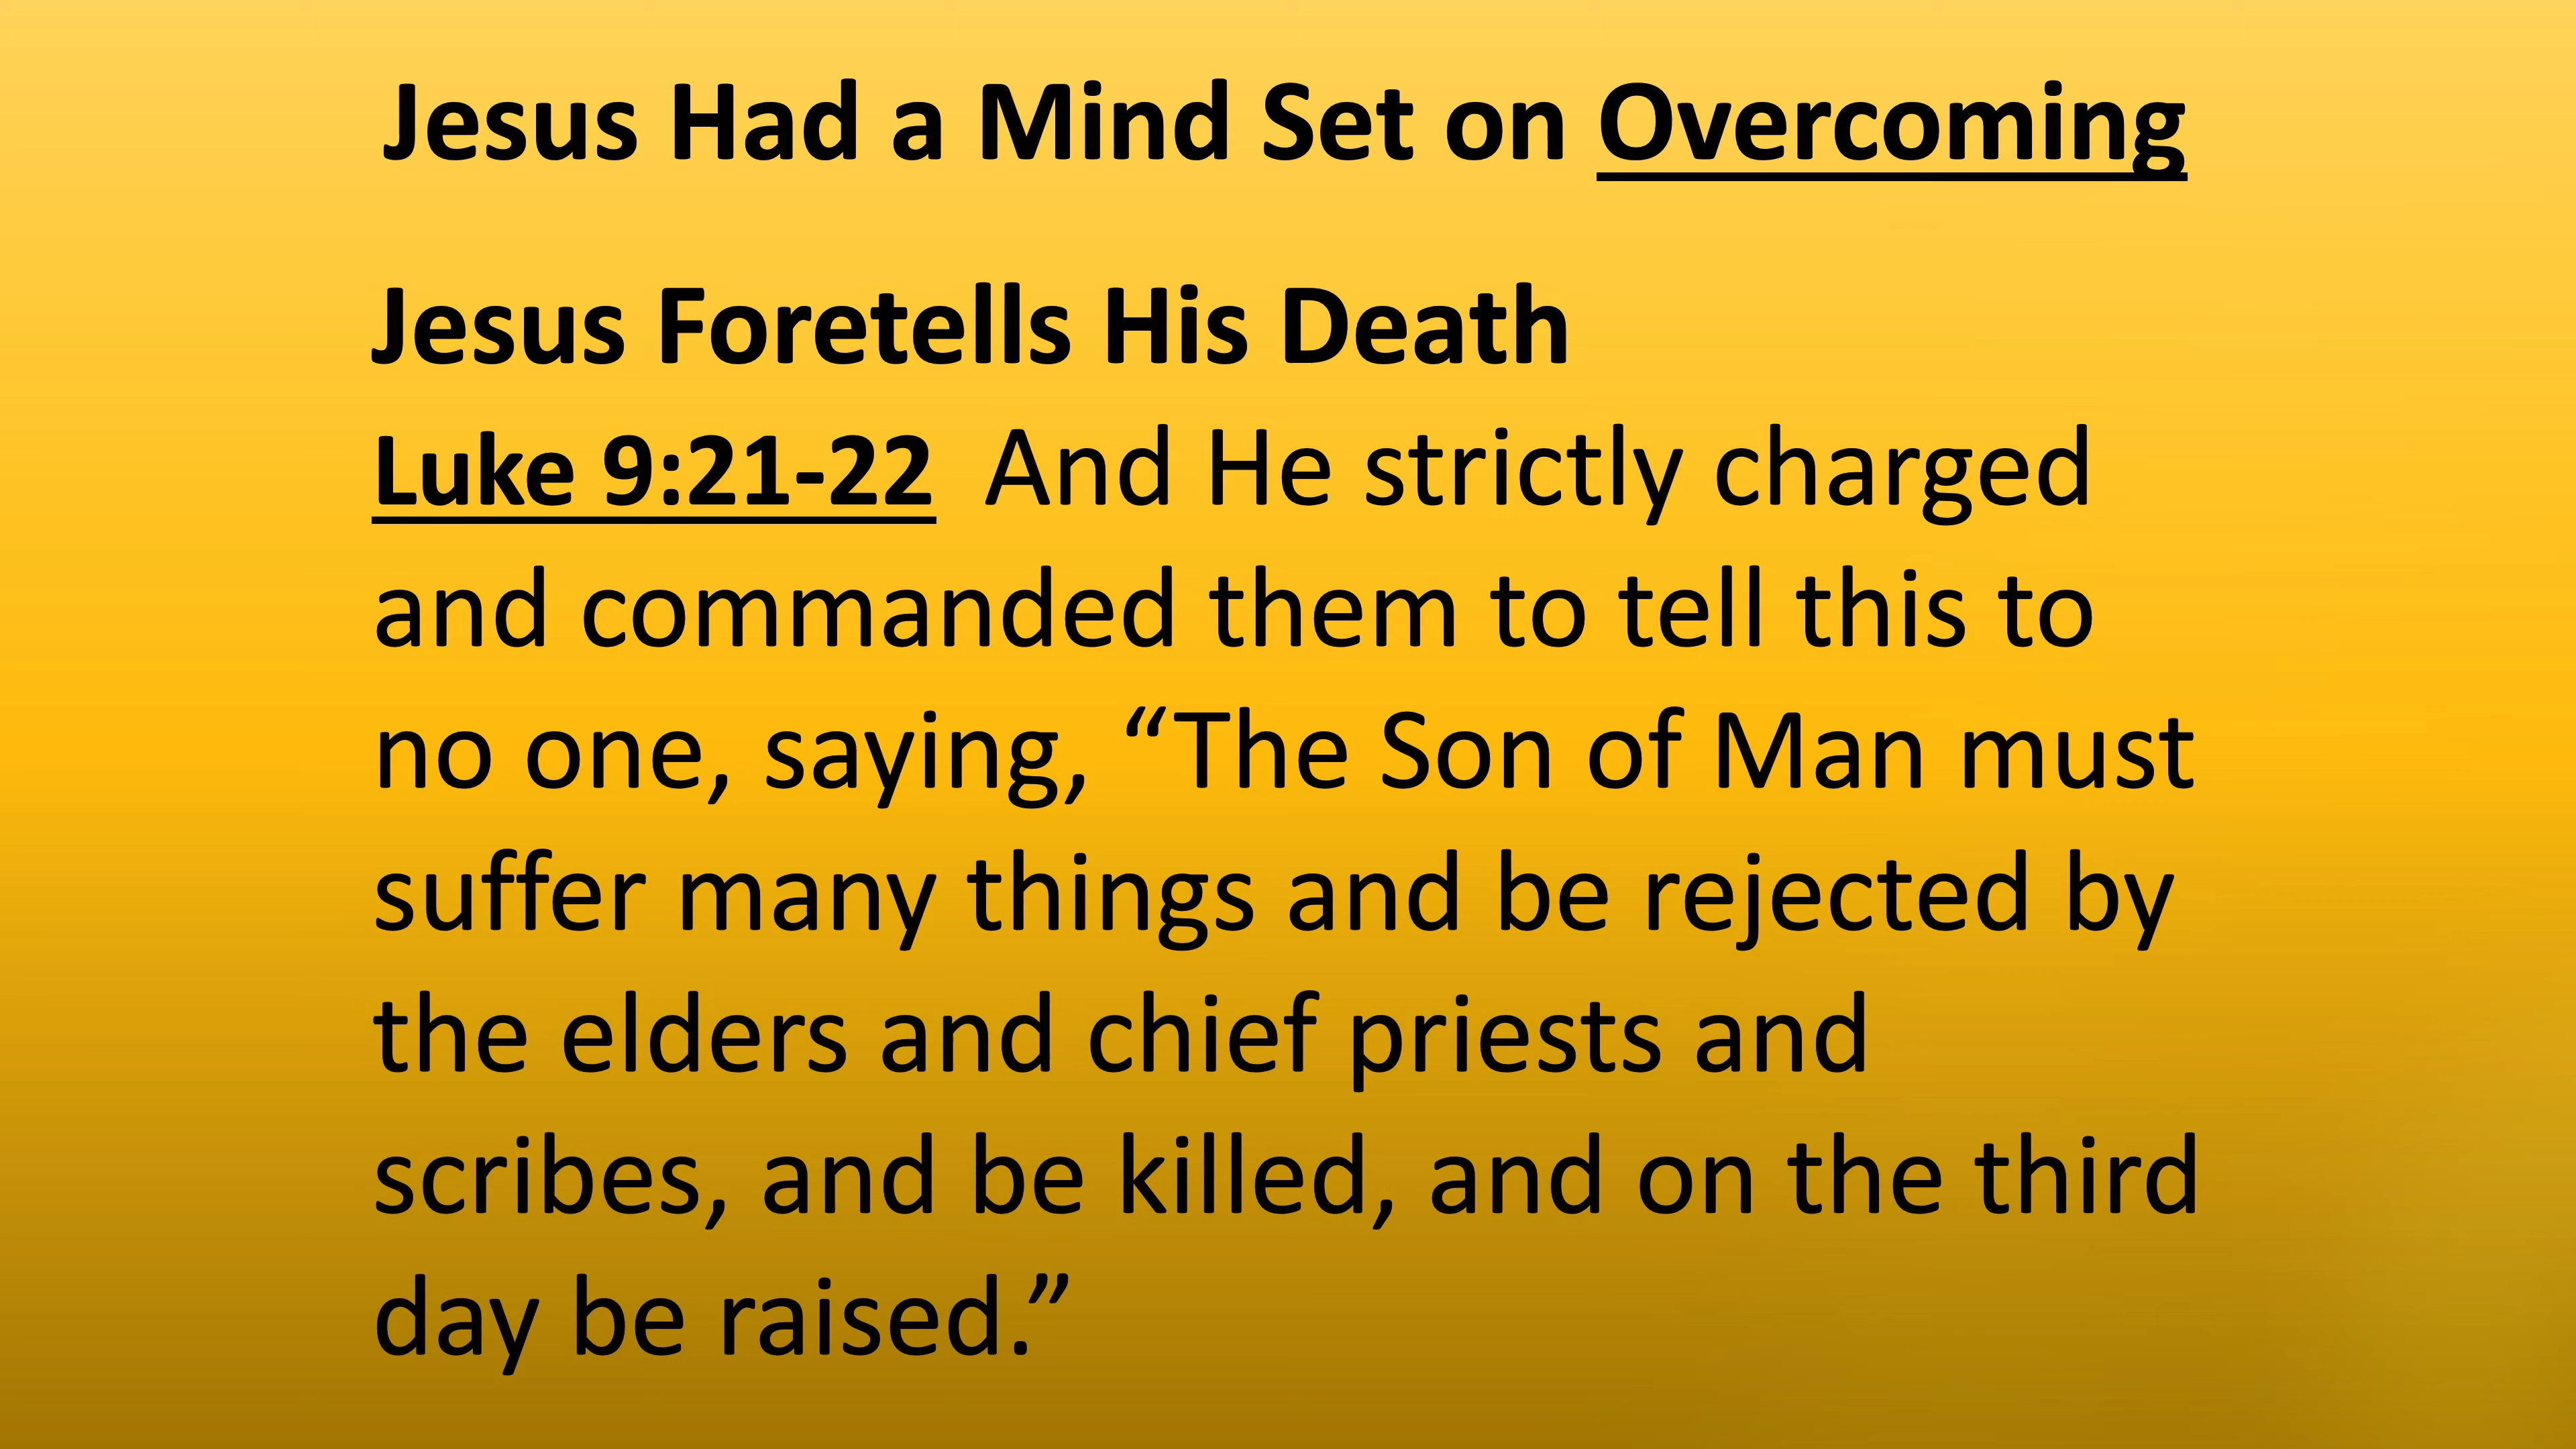 Jesus Had a Mind Set on Overcoming
Jesus Foretells His Death
Luke 9:21-22  And He strictly charged
and commanded them to tell this to
no one, saying, “The Son of Man must
suffer many things and be rejected by
the elders and chief priests and
scribes, and be killed, and on the third
day be raised.”